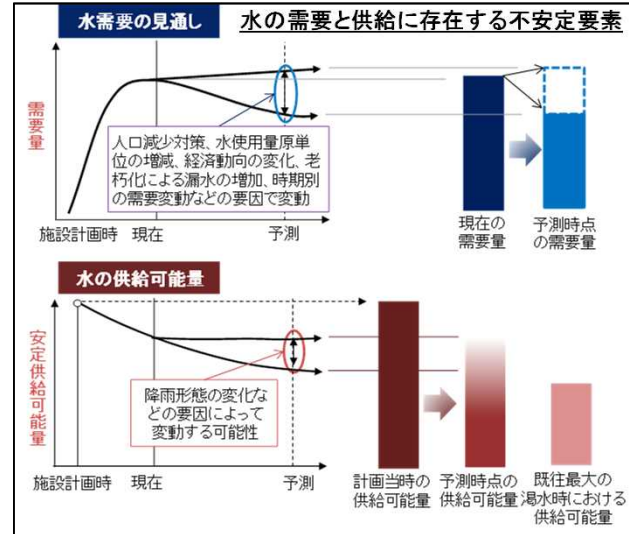 水需要の見通し
水の需要と供給に存在する不安定要素
需要量
人口減少対策、水使用量原単
位の増減、経済動向の変化、老
朽化による漏水の増加、時期別
の需要変動などの要因で変動
施設計画時
現在
予測
現在の
需要量
予測時点
の需要量
水の供給可能量
安定供給可能量
降雨形態の変化な
どの要因によって
変動する可能性
施設計画時
現在
予測
計画当時の
供給可能量
予測時点の
供給可能量
既往最大の
渇水時における
供給可能量